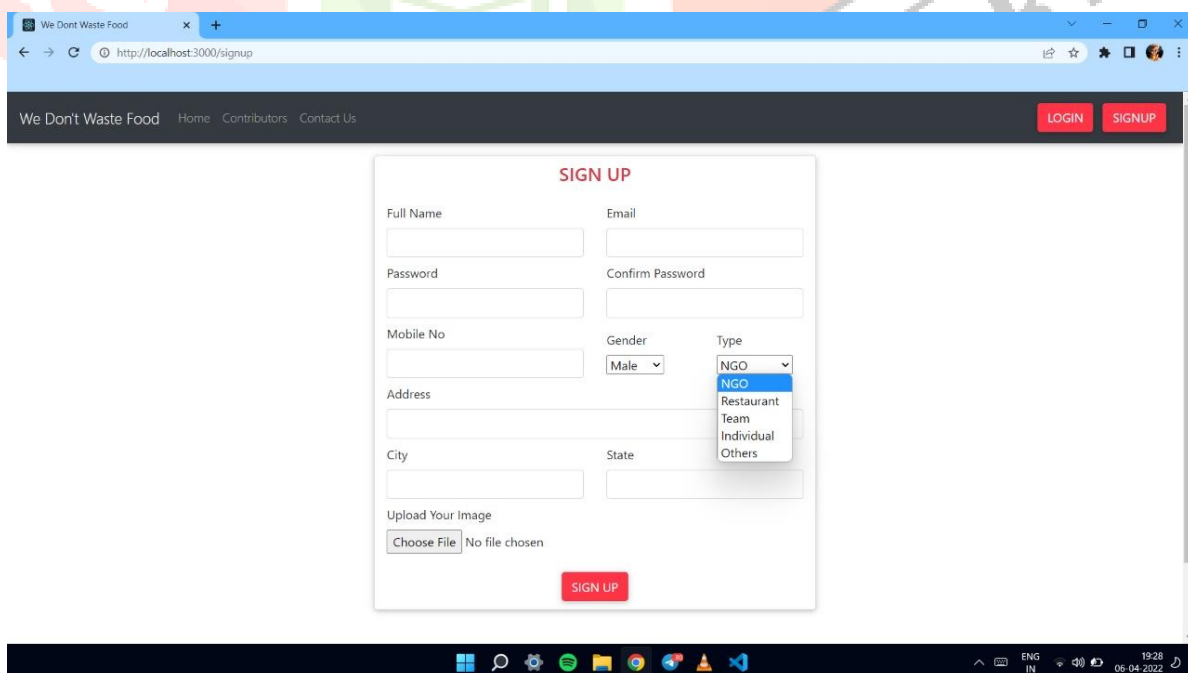 We Dont Waste Food
http://localhost:3000/signup
We Don't Waste Food Home Contributors Contact Us LOGIN SIGNUP
SIGN UP
Full Name Email
Password Confirm Password
Mobile No Gender Type
Male NGO
NGO
Address Restaurant
Team
Individual
City State Others
Upload Your Image
Choose File No file chosen
SIGN UP
ENG 19:28
IN 06-04-2022